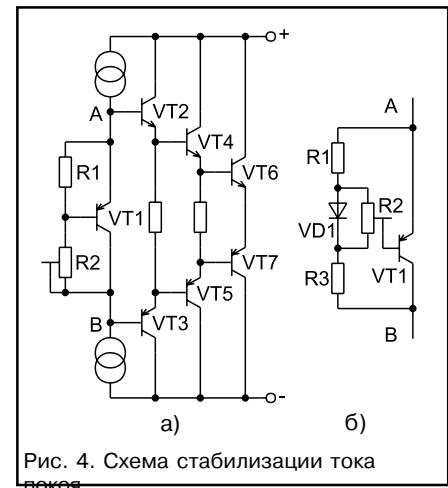 +
A
VT2
VT4
R1
VT6
VT1
R2
VT7
VT5
B
VT3
-
а)
A
R1
R2
VD1
VT1
R3
B
б)
Рис. 4. Схема стабилизации тока
покоя